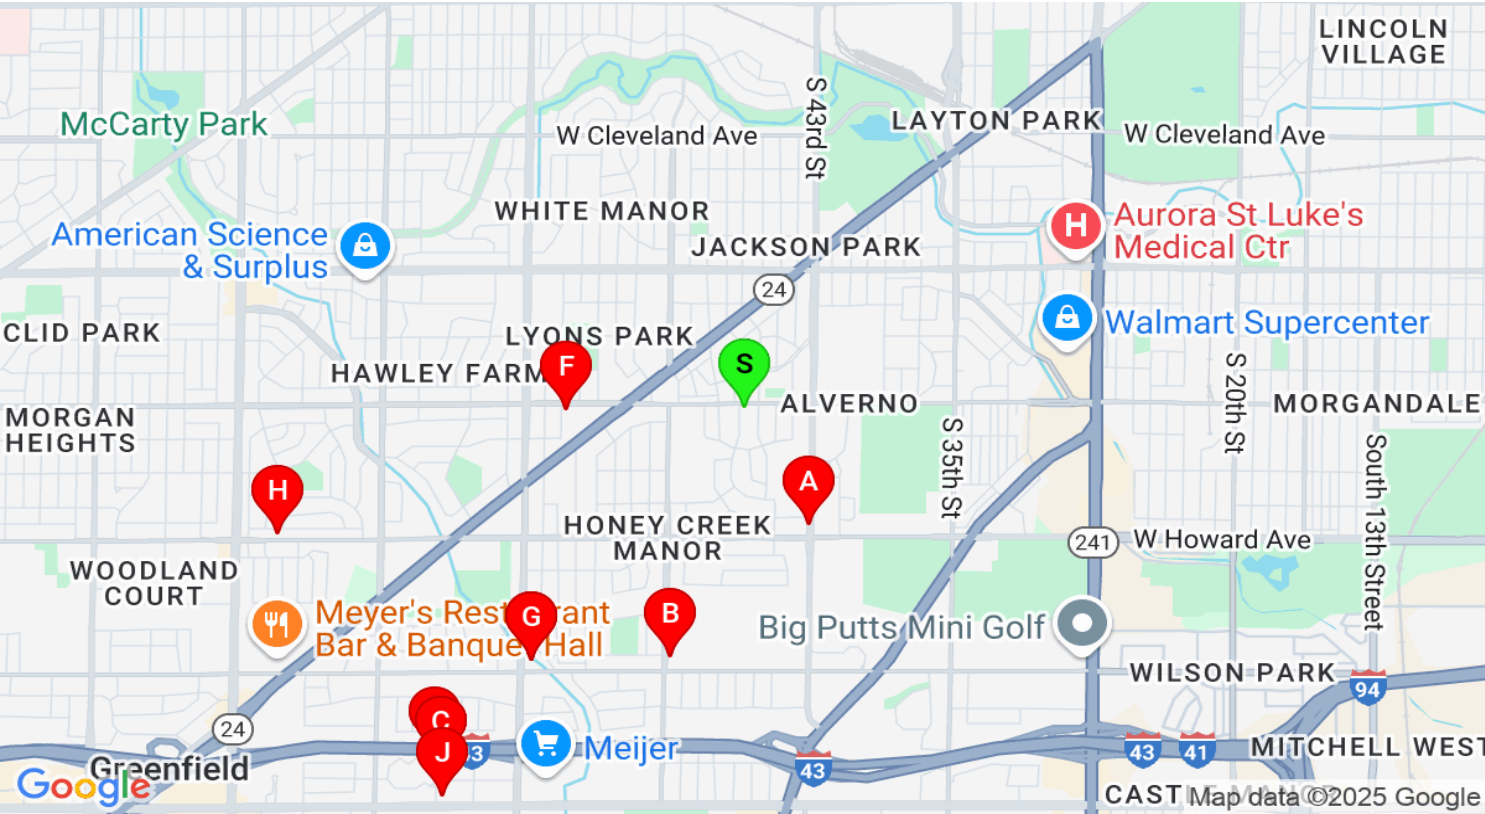 LINCOLN
VILLAGE
McCarty Park
W Cleveland Ave
S 43rd St
LAYTON PARK
W Cleveland Ave
WHITE MANOR
American Science
& Surplus
JACKSON PARK
H
Aurora St Luke's
Medical Ctr
24
CLID PARK
LYONS PARK
Walmart Supercenter
HAWLEY FARM
F
S
S 20th St
MORGAN
HEIGHTS
ALVERNO
MORGANDALE
S 35th St
South 13th Street
H
A
HONEY CREEK
MANOR
241
W Howard Ave
WOODLAND
COURT
Meyer's Rest rant
Bar & Banque Hall
G
B
Big Putts Mini Golf
WILSON PARK
94
24
C
J
3
Meijer
43
43
41
MITCHELL WEST
Greenfield
Google
CAST
Map data ©2025 Google